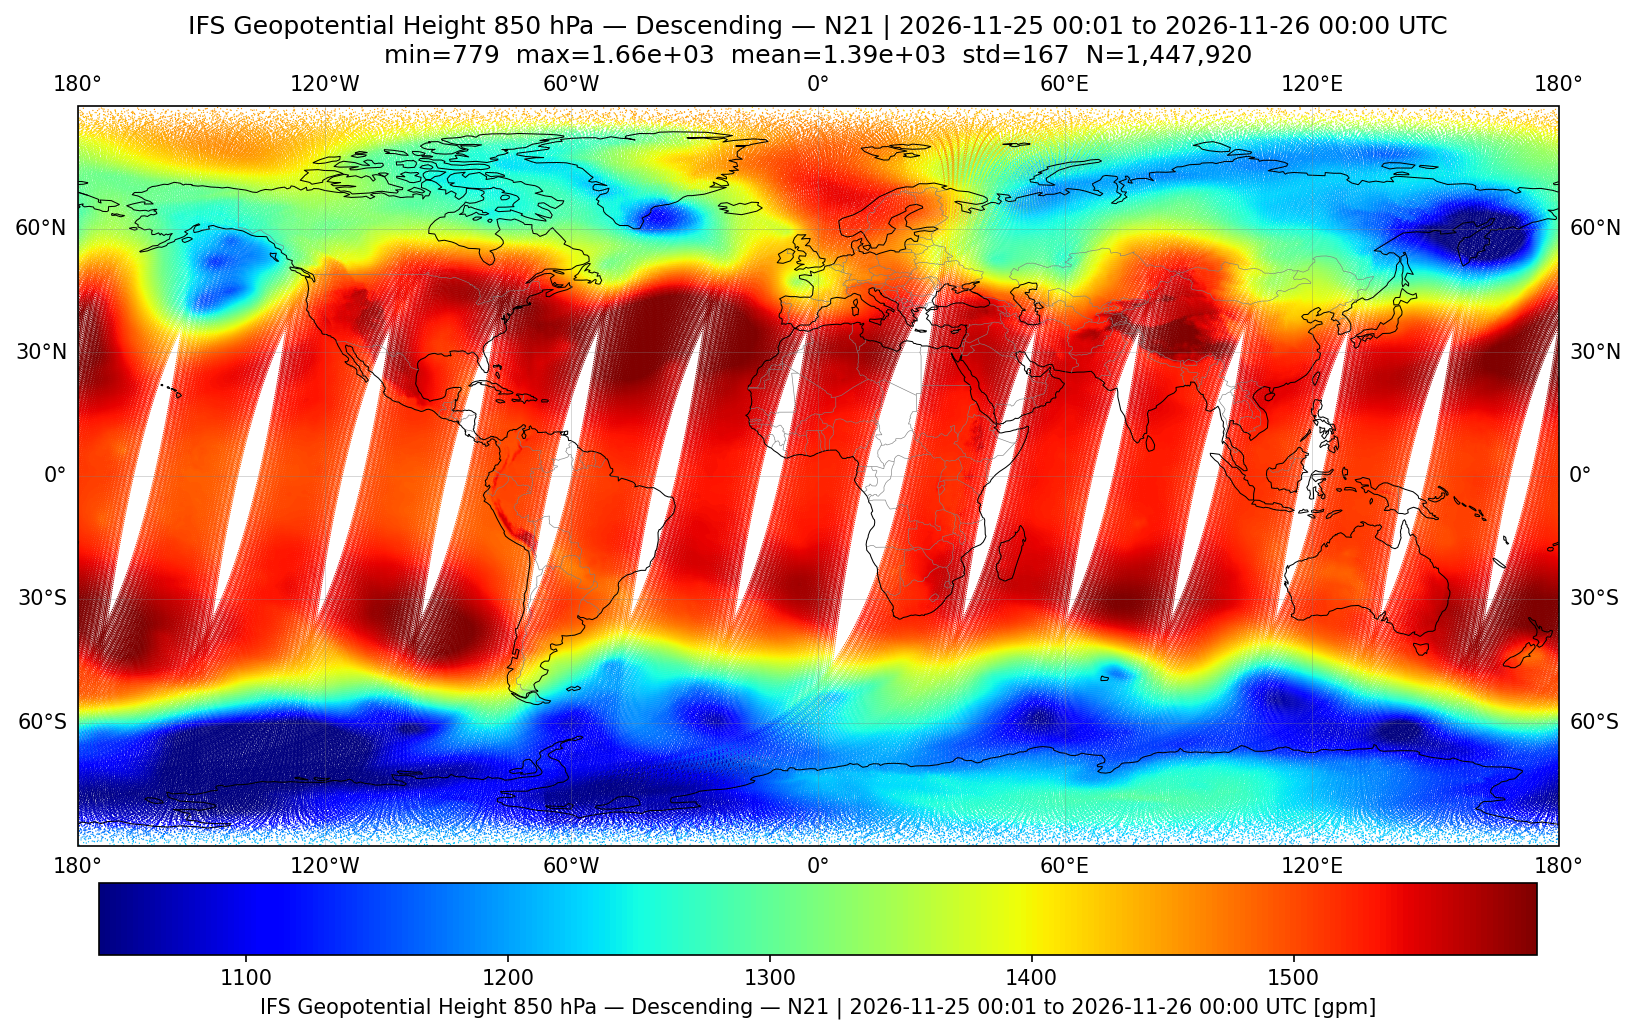 IFS Geopotential Height 850 hPa — Descending — N21 | 2026-11-25 00:01 to 2026-11-26 00:00 UTC
min=779  max=1.66e+03  mean=1.39e+03  std=167  N=1,447,920
180° 120°W 60°W 0° 60°E 120°E 180°
60°N 60°N
30°N 30°N
0° 0°
30°S 30°S
60°S 60°S
180° 120°W 60°W 0° 60°E 120°E 180°
1100 1200 1300 1400 1500
IFS Geopotential Height 850 hPa — Descending — N21 | 2026-11-25 00:01 to 2026-11-26 00:00 UTC [gpm]